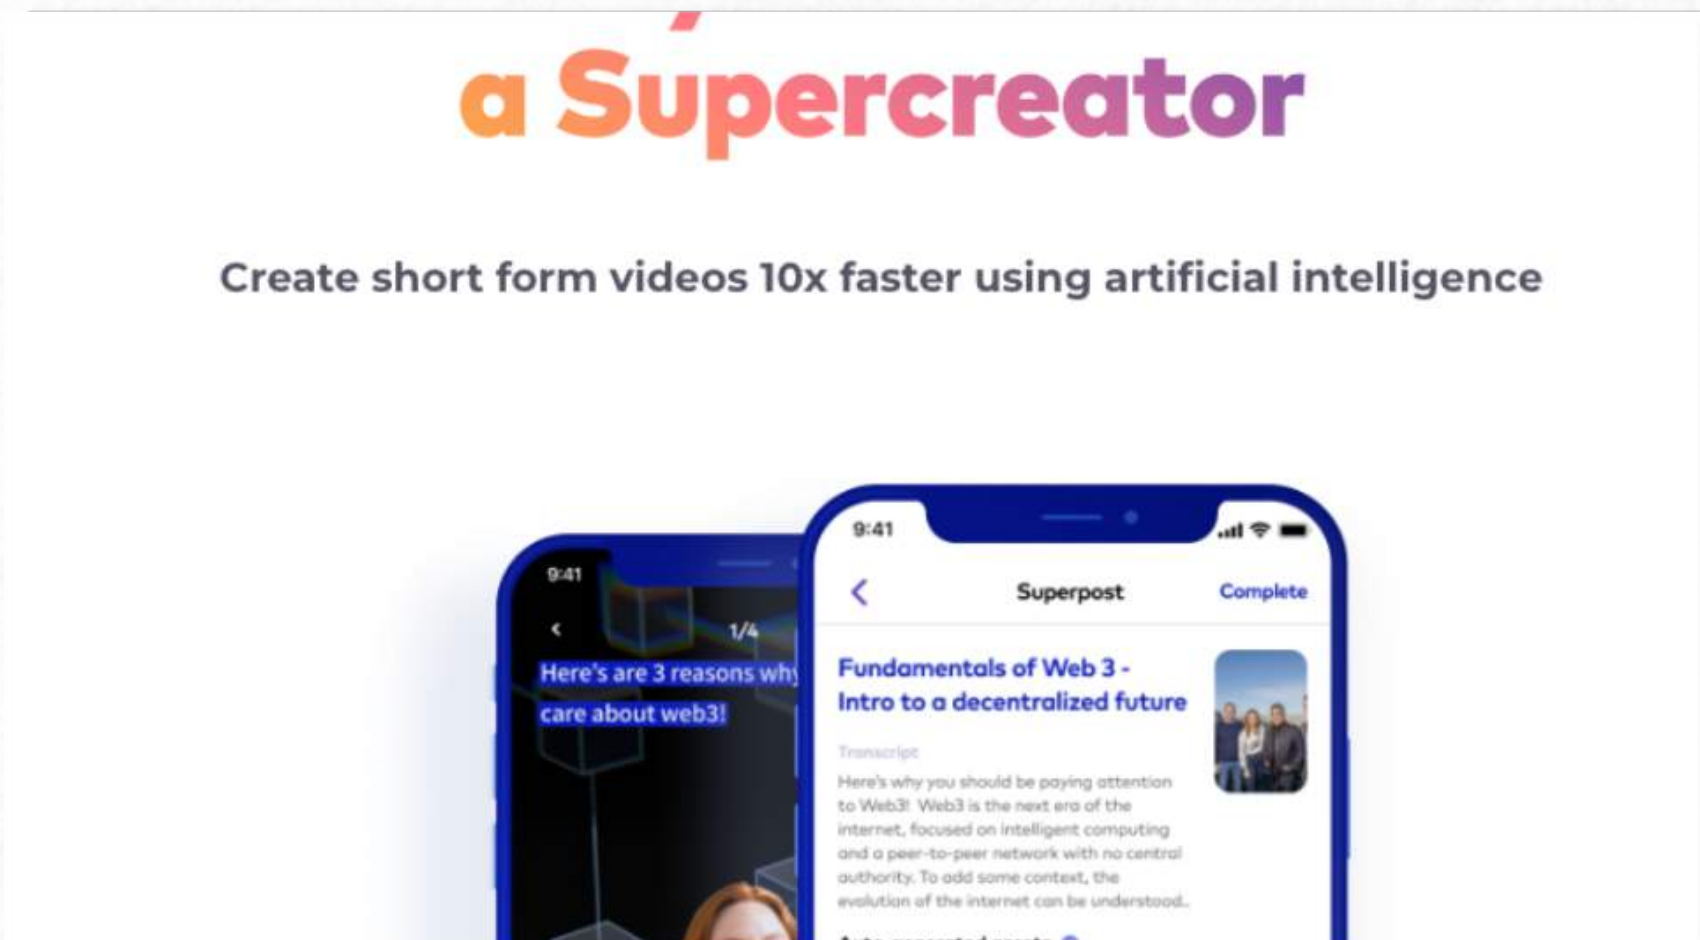 a Supercreator
Create short form videos 10x faster using artificial intelligence
9:41
1/4
Here's are 3 reasons why
care about web3!
9:41
Superpost
Complete
Fundamentals of Web 3 -
Intro to a decentralized future
Transcript
Here's why you should be paying attention
to Web3! Web3 is the next era of the
internet, focused on intelligent computing
and a peer-to-peer network with no central
authority. To add some context, the
evolution of the internet can be understood..